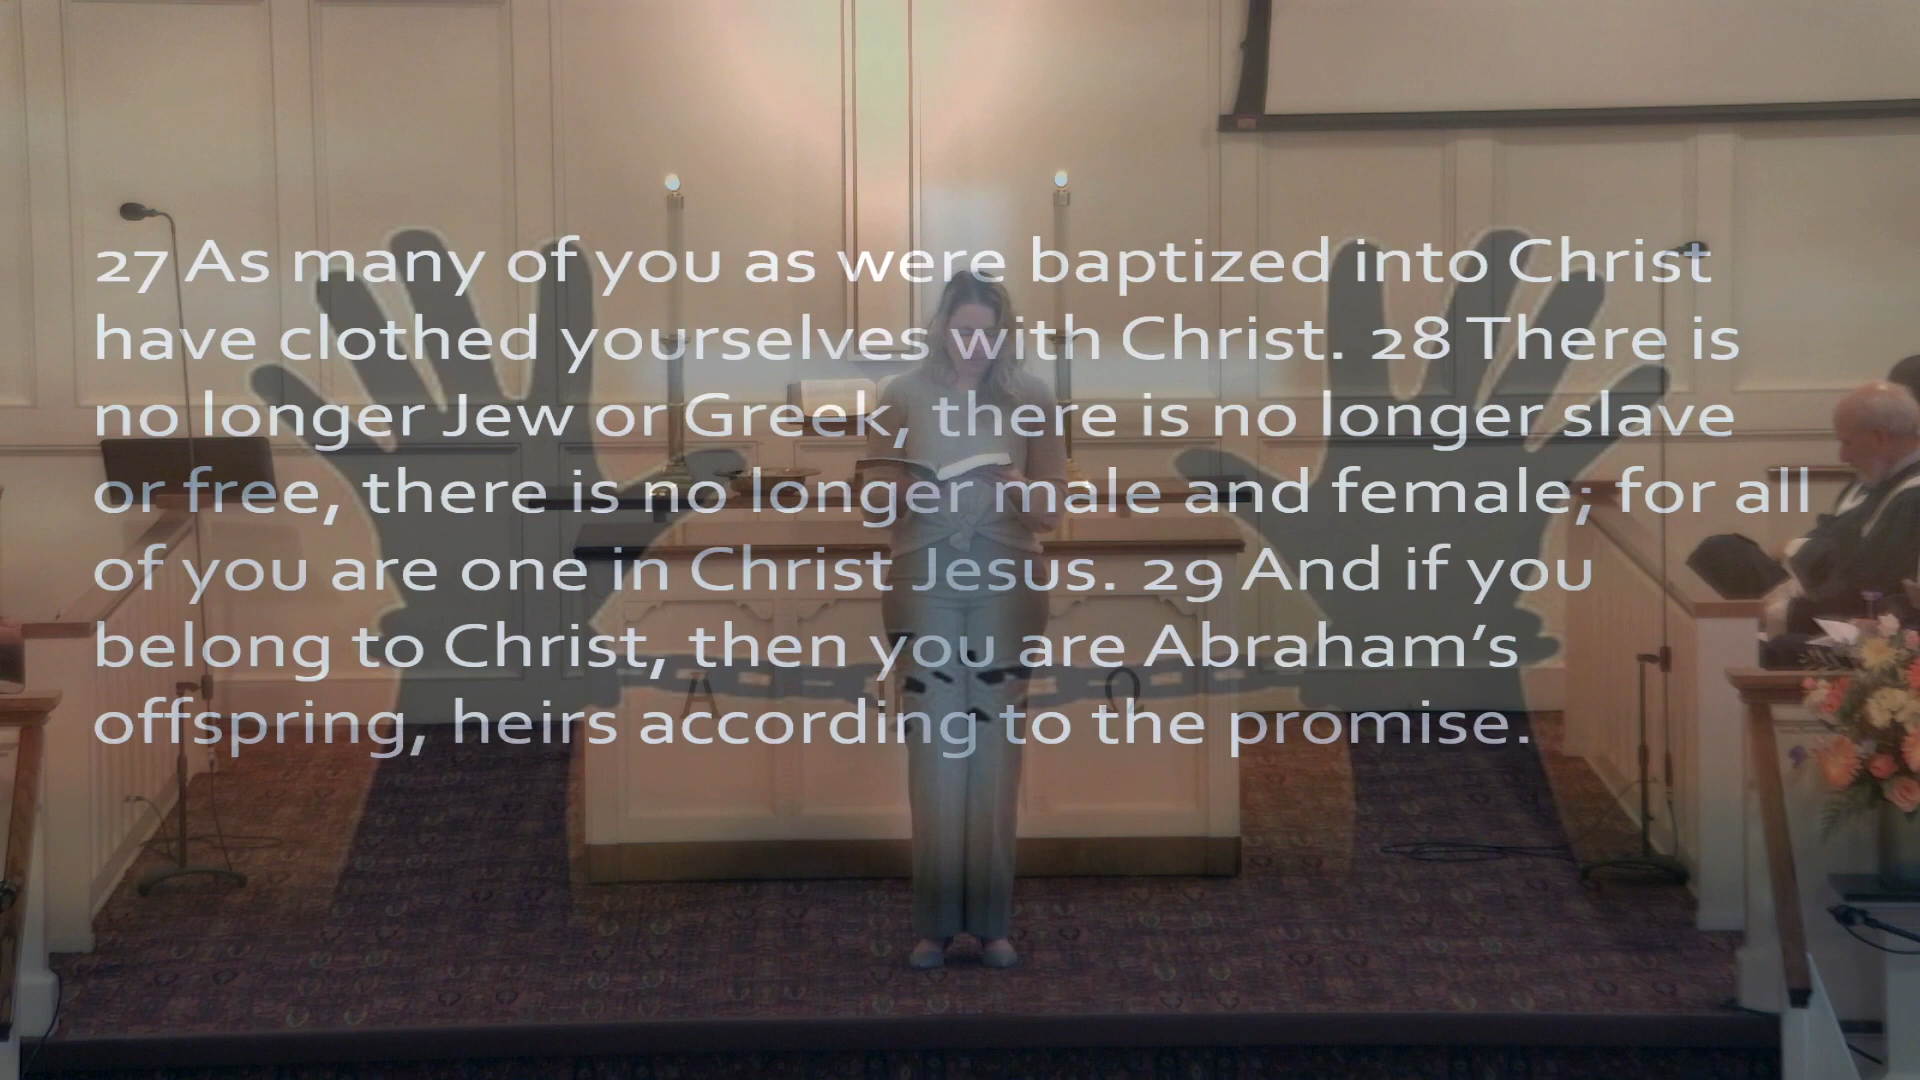 27 As many of you as were baptized into Christ
have clothed yourselves with Christ. 28 There is
no longer Jew or Greek, there is no longer slave
or free, there is no longer male and female; for all
of you are one in Christ Jesus. 29 And if you
belong to Christ, then you are Abraham’s
offspring, heirs according to the promise.
Α Ω